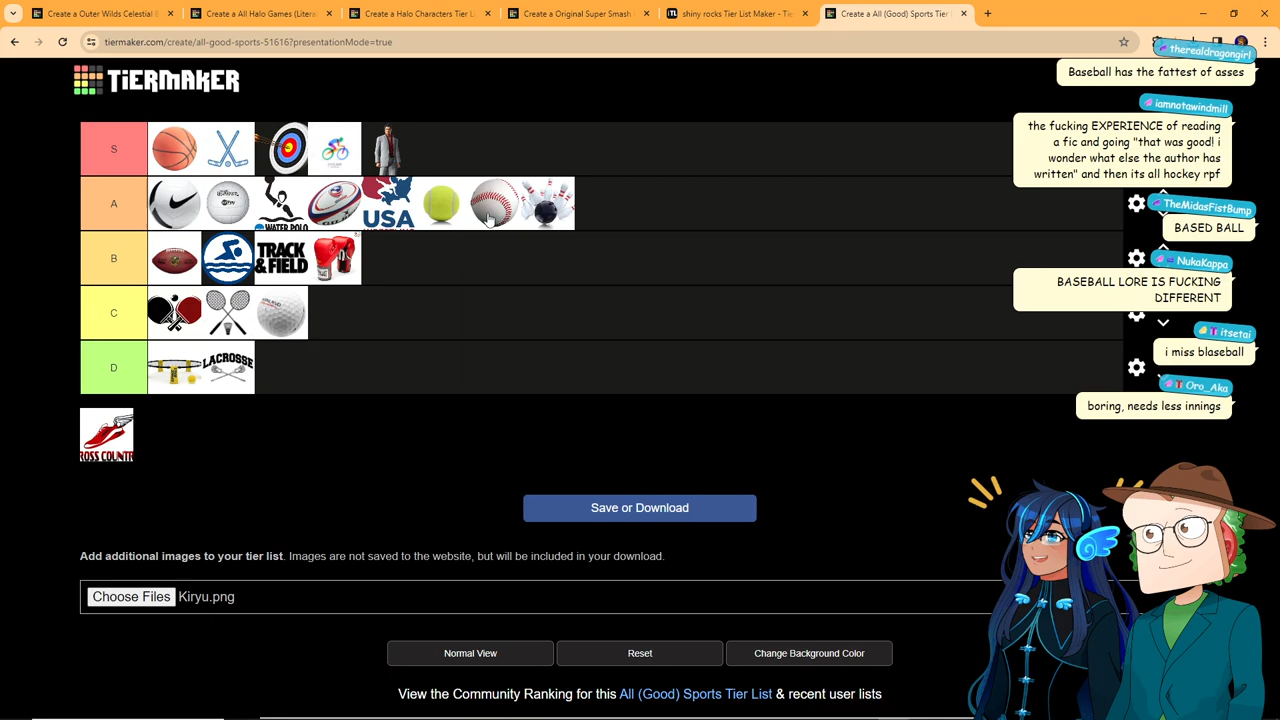 Create a Outer Wilds Celestial B
Create a All Halo Games (Litera
Create a Halo Characters Tier L
Create a Original Super Smash
shiny rocks Tier List Maker - Tie
Create a All (Good) Sports Tier
tiermaker.com/create/all-good-sports-51616?presentationMode=true
TiERMAKER
S
A
WATER POLO
USA
B
TRACK
& FIELD
C
D
LACROSSE
ROSS COUNTR
Save or Download
Add additional images to your tier list. Images are not saved to the website, but will be included in your download.
Choose Files Kiryu.png
Normal View
Reset
Change Background Color
View the Community Ranking for this All (Good) Sports Tier List & recent user lists
therealdragongirl
Baseball has the fattest of asses
iamnotawindmill
the fucking EXPERIENCE of reading
a fic and going "that was good! i
wonder what else the author has
written" and then its all hockey rpf
TheMidasFistBump
BASED BALL
NukaKappa
BASEBALL LORE IS FUCKING
DIFFERENT
itsetai
i miss blaseball
Oro_Aka
boring, needs less innings